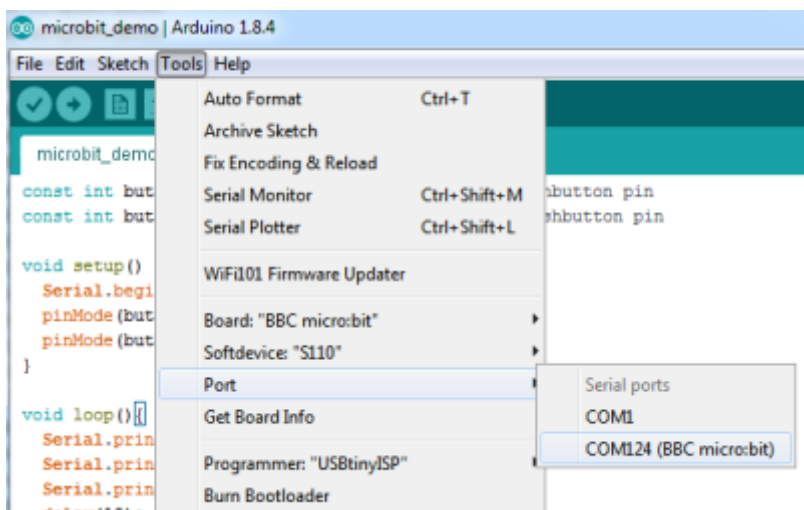 microbit_demo | Arduino 1.8.4
File Edit Sketch Tools Help
Auto Format Ctrl+T
Archive Sketch
microbit_demo
Fix Encoding & Reload
const int but Serial Monitor Ctrl+Shift+M hbutton pin
const int but Serial Plotter Ctrl+Shift+L shbutton pin
void setup()
WiFi101 Firmware Updater
Serial.begi
pinMode(but Board: "BBC micro:bit"
pinMode(but
Softdevice: "S110"
}
Port Serial ports
void loop(){ Get Board Info COM1
Serial.prin
COM124 (BBC micro:bit)
Serial.prin Programmer: "USBtinyISP"
Serial.prin Burn Bootloader